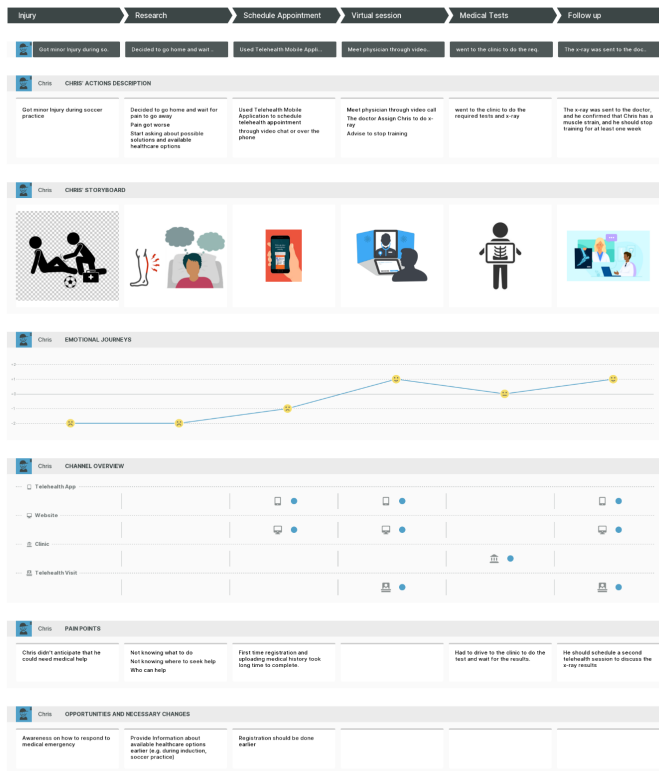 Injury
Research
Schedule Appointment
Virtual session
Medical Tests
Follow up
Got minor Injury during so.
Decided to go home and wait ..
Used Telehealth Mobile Appli...
Meet physician through video..
went to the clinic to do the req.
The x-ray was sent to the doc..
Chris
CHRIS' ACTIONS DESCRIPTION
Got minor Injury during soccer
practice
Decided to go home and wait for
pain to go away
Pain got worse
Start asking about possible
solutions and available
healthcare options
Used Telehealth Mobile
Application to schedule
telehealth appointment
through video chat or over the
phone
Meet physician through video call
The doctor Assign Chris to do x-
ray
Advise to stop training
went to the clinic to do the
required tests and x-ray
The x-ray was sent to the doctor,
and he confirmed that Chris has a
muscle strain, and he should stop
training for at least one week
Chris
CHRIS' STORYBOARD
Chris
EMOTIONAL JOURNEYS
Chris
CHANNEL OVERVIEW
Telehealth App
Website
Clinic
Telehealth Visit
Chris
PAIN POINTS
Chris didn't anticipate that he
could need medical help
Not knowing what to do
Not knowing where to seek help
Who can help
First time registration and
uploading medical history took
long time to complete.
Had to drive to the clinic to do the
test and wait for the results.
He should schedule a second
telehealth session to discuss the
x-ray results
Chris
OPPORTUNITIES AND NECESSARY CHANGES
Awareness on how to respond to
medical emergency
Provide Information about
available healthcare options
earlier (e.g. during induction,
soccer practice)
Registration should be done
earlier